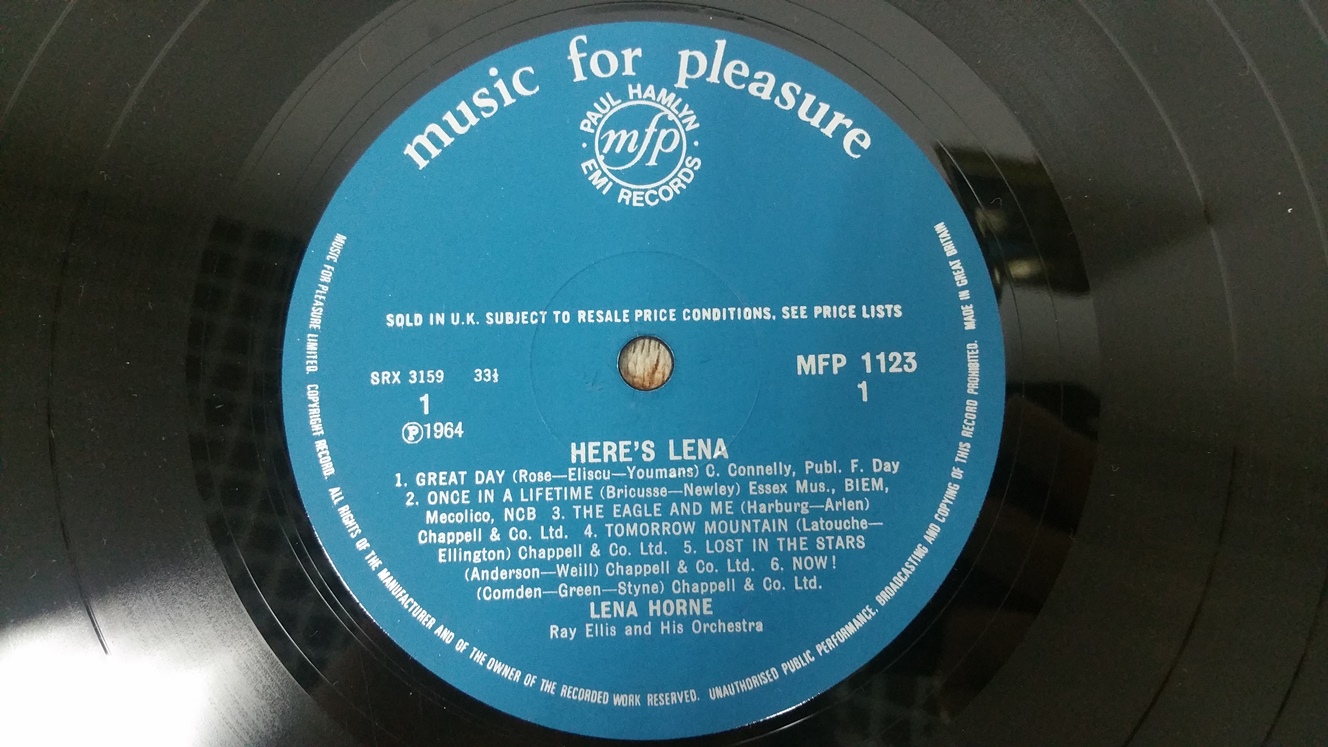 music for pleasure
PAUL HAMLYN
mfp
EMI RECORDS
SOLD IN U.K. SUBJECT TO RESALE PRICE CONDITIONS, SEE PRICE LISTS
SRX 3159 33⅓
MFP 1123
1
1
Ⓟ1964
HERE'S LENA
1. GREAT DAY (Rose—Eliscu—Youmans) C. Connelly, Publ. F. Day
2. ONCE IN A LIFETIME (Bricusse—Newley) Essex Mus., BIEM,
Mecolico, NCB 3. THE EAGLE AND ME (Harburg—Arlen)
Chappell & Co. Ltd. 4. TOMORROW MOUNTAIN (Latouche—
Ellington) Chappell & Co. Ltd. 5. LOST IN THE STARS
(Anderson—Weill) Chappell & Co. Ltd. 6. NOW!
(Comden—Green—Styne) Chappell & Co. Ltd.
LENA HORNE
Ray Ellis and His Orchestra
MUSIC FOR PLEASURE LIMITED. COPYRIGHT RECORD. ALL RIGHTS OF THE MANUFACTURER AND OF THE OWNER OF THE RECORDED WORK RESERVED. UNAUTHORISED PUBLIC PERFORMANCE, BROADCASTING AND COPYING OF THIS RECORD PROHIBITED. MADE IN GREAT BRITAIN